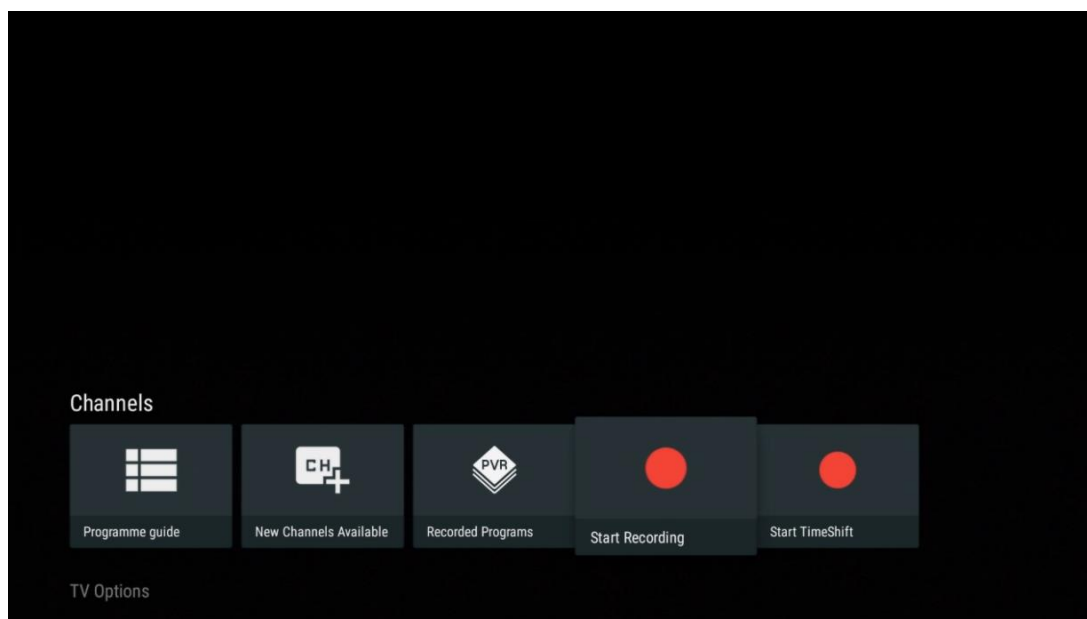 Channels
CH
PVR
Programme guide
New Channels Available
Recorded Programs
Start Recording
Start TimeShift
TV Options